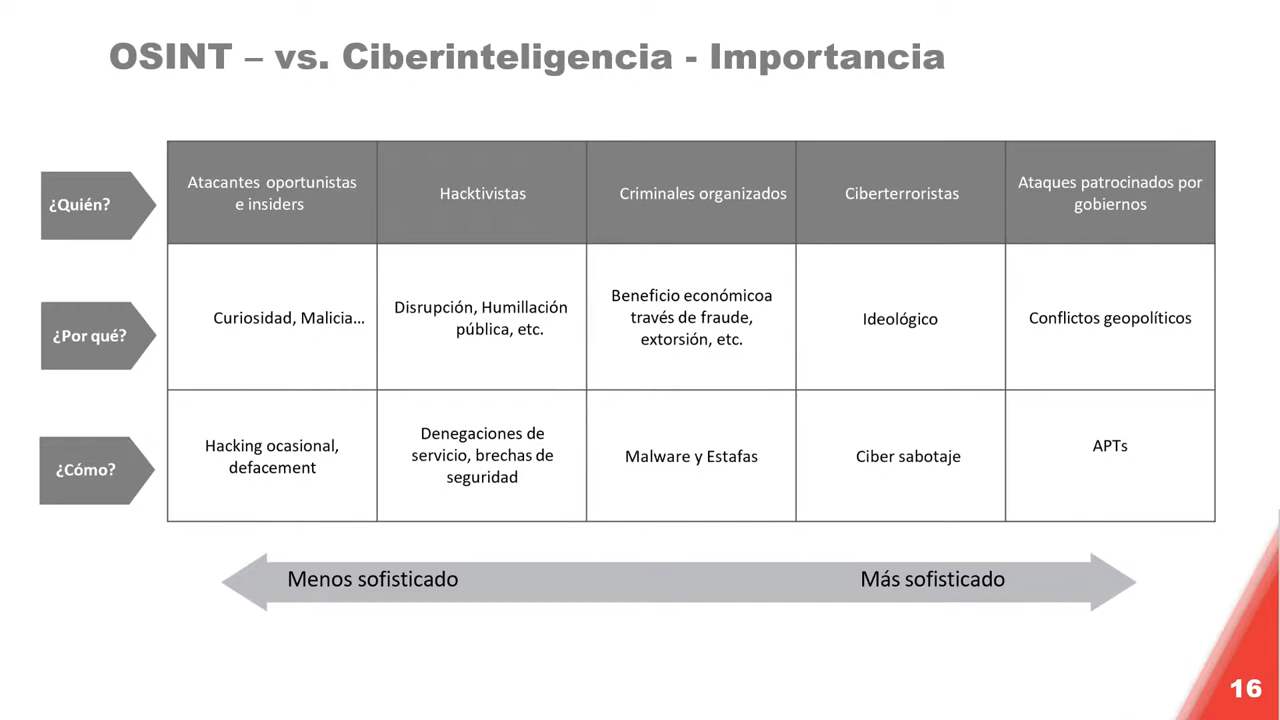 OSINT – vs. Ciberinteligencia - Importancia
¿Quién?
Atacantes oportunistas
e insiders
Hacktivistas
Criminales organizados
Ciberterroristas
Ataques patrocinados por
gobiernos
¿Por qué?
Curiosidad, Malicia...
Disrupción, Humillación
pública, etc.
Beneficio económicoa
través de fraude,
extorsión, etc.
Ideológico
Conflictos geopolíticos
¿Cómo?
Hacking ocasional,
defacement
Denegaciones de
servicio, brechas de
seguridad
Malware y Estafas
Ciber sabotaje
APTs
Menos sofisticado
Más sofisticado
16